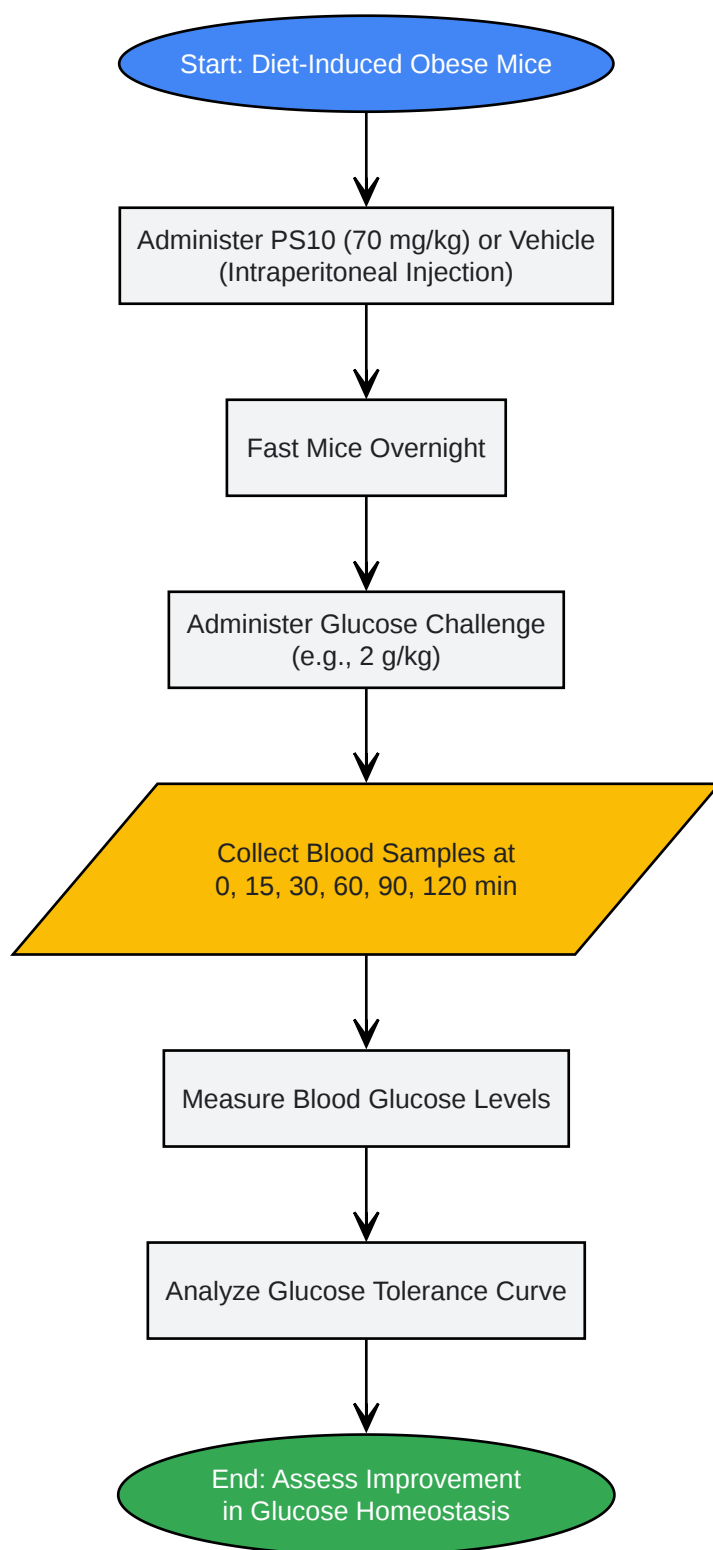 Start: Diet-Induced Obese Mice
Administer PS10 (70 mg/kg) or Vehicle
(Intraperitoneal Injection)
Fast Mice Overnight
Administer Glucose Challenge
(e.g., 2 g/kg)
Collect Blood Samples at
0, 15, 30, 60, 90, 120 min
Measure Blood Glucose Levels
Analyze Glucose Tolerance Curve
End: Assess Improvement
in Glucose Homeostasis